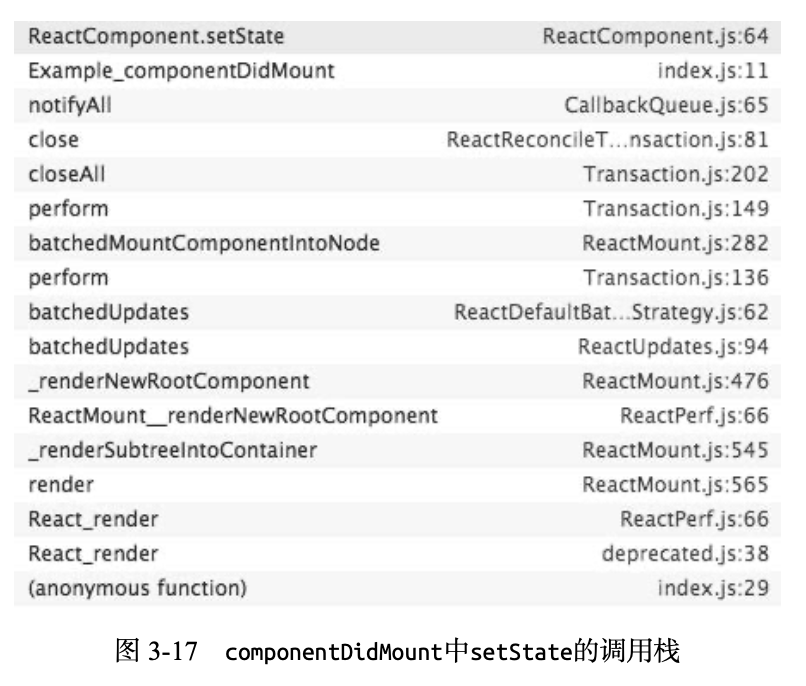 ReactComponent.setState ReactComponent.js:64
Example_componentDidMount index.js:11
notifyAll CallbackQueue.js:65
close ReactReconcileT...nsaction.js:81
closeAll Transaction.js:202
perform Transaction.js:149
batchedMountComponentIntoNode ReactMount.js:282
perform Transaction.js:136
batchedUpdates ReactDefaultBat...Strategy.js:62
batchedUpdates ReactUpdates.js:94
_renderNewRootComponent ReactMount.js:476
ReactMount__renderNewRootComponent ReactPerf.js:66
_renderSubtreeIntoContainer ReactMount.js:545
render ReactMount.js:565
React_render ReactPerf.js:66
React_render deprecated.js:38
(anonymous function) index.js:29
图 3-17 componentDidMount中setState的调用栈